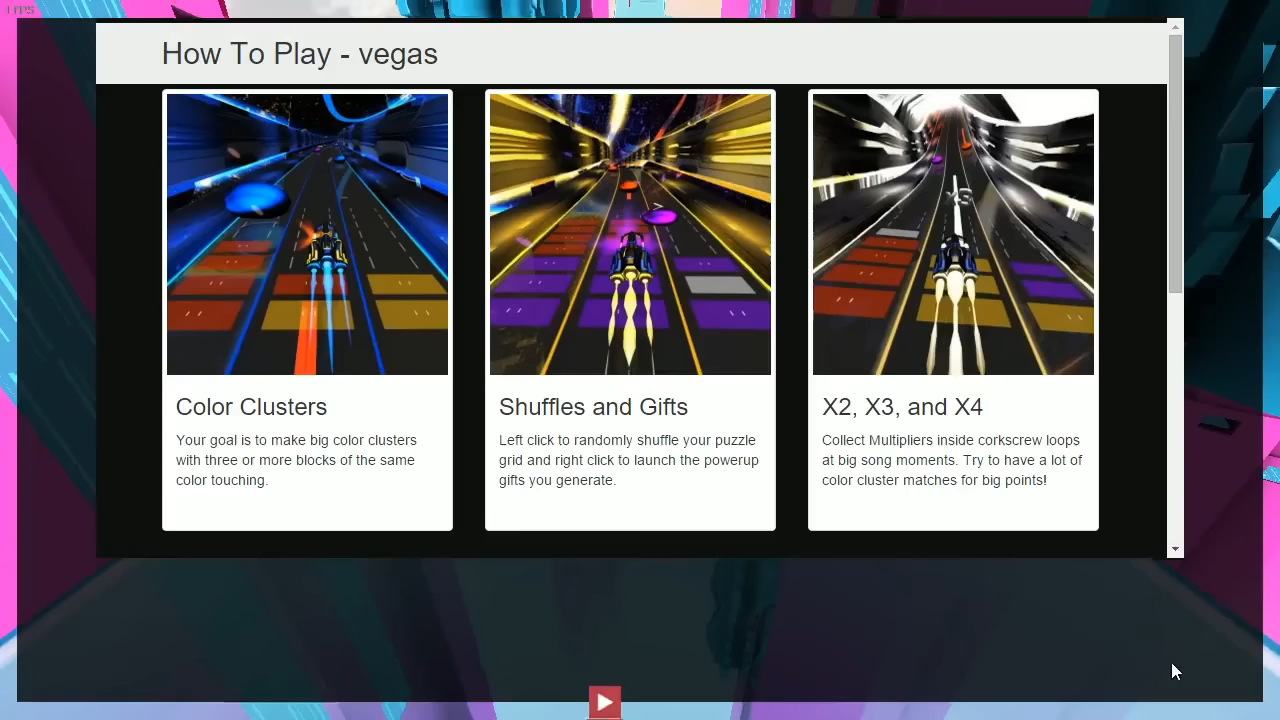 1 FPS
How To Play - vegas
Color Clusters
Your goal is to make big color clusters
with three or more blocks of the same
color touching.
Shuffles and Gifts
Left click to randomly shuffle your puzzle
grid and right click to launch the powerup
gifts you generate.
X2, X3, and X4
Collect Multipliers inside corkscrew loops
at big song moments. Try to have a lot of
color cluster matches for big points!